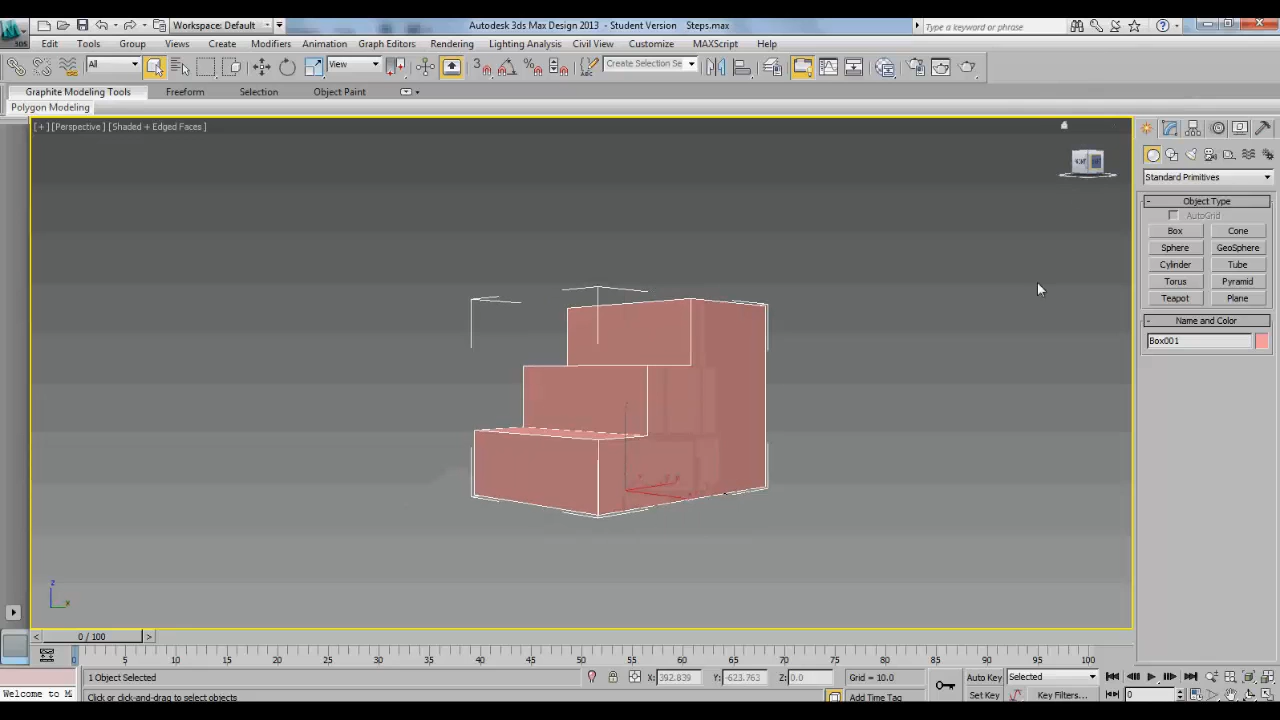 Workspace: Default
Autodesk 3ds Max Design 2013 - Student Version Steps.max
Type a keyword or phrase
Edit Tools Group Views Create Modifiers Animation Graph Editors Rendering Lighting Analysis Civil View Customize MAXScript Help
All View 3 Create Selection Se
Graphite Modeling Tools Freeform Selection Object Paint
Polygon Modeling
[+] [Perspective] [Shaded + Edged Faces]
Standard Primitives
- Object Type
AutoGrid
Box Cone
Sphere GeoSphere
Cylinder Tube
Torus Pyramid
Teapot Plane
- Name and Color
Box001
z
x
< 0 / 100 >
0 5 10 15 20 25 30 35 40 45 50 55 60 65 70 75 80 85 90 95 100
1 Object Selected X: 392.839 Y: -623.763 Z: 0.0 Grid = 10.0 Auto Key Selected
Welcome to M Click or click-and-drag to select objects Add Time Tag Set Key Key Filters... 0